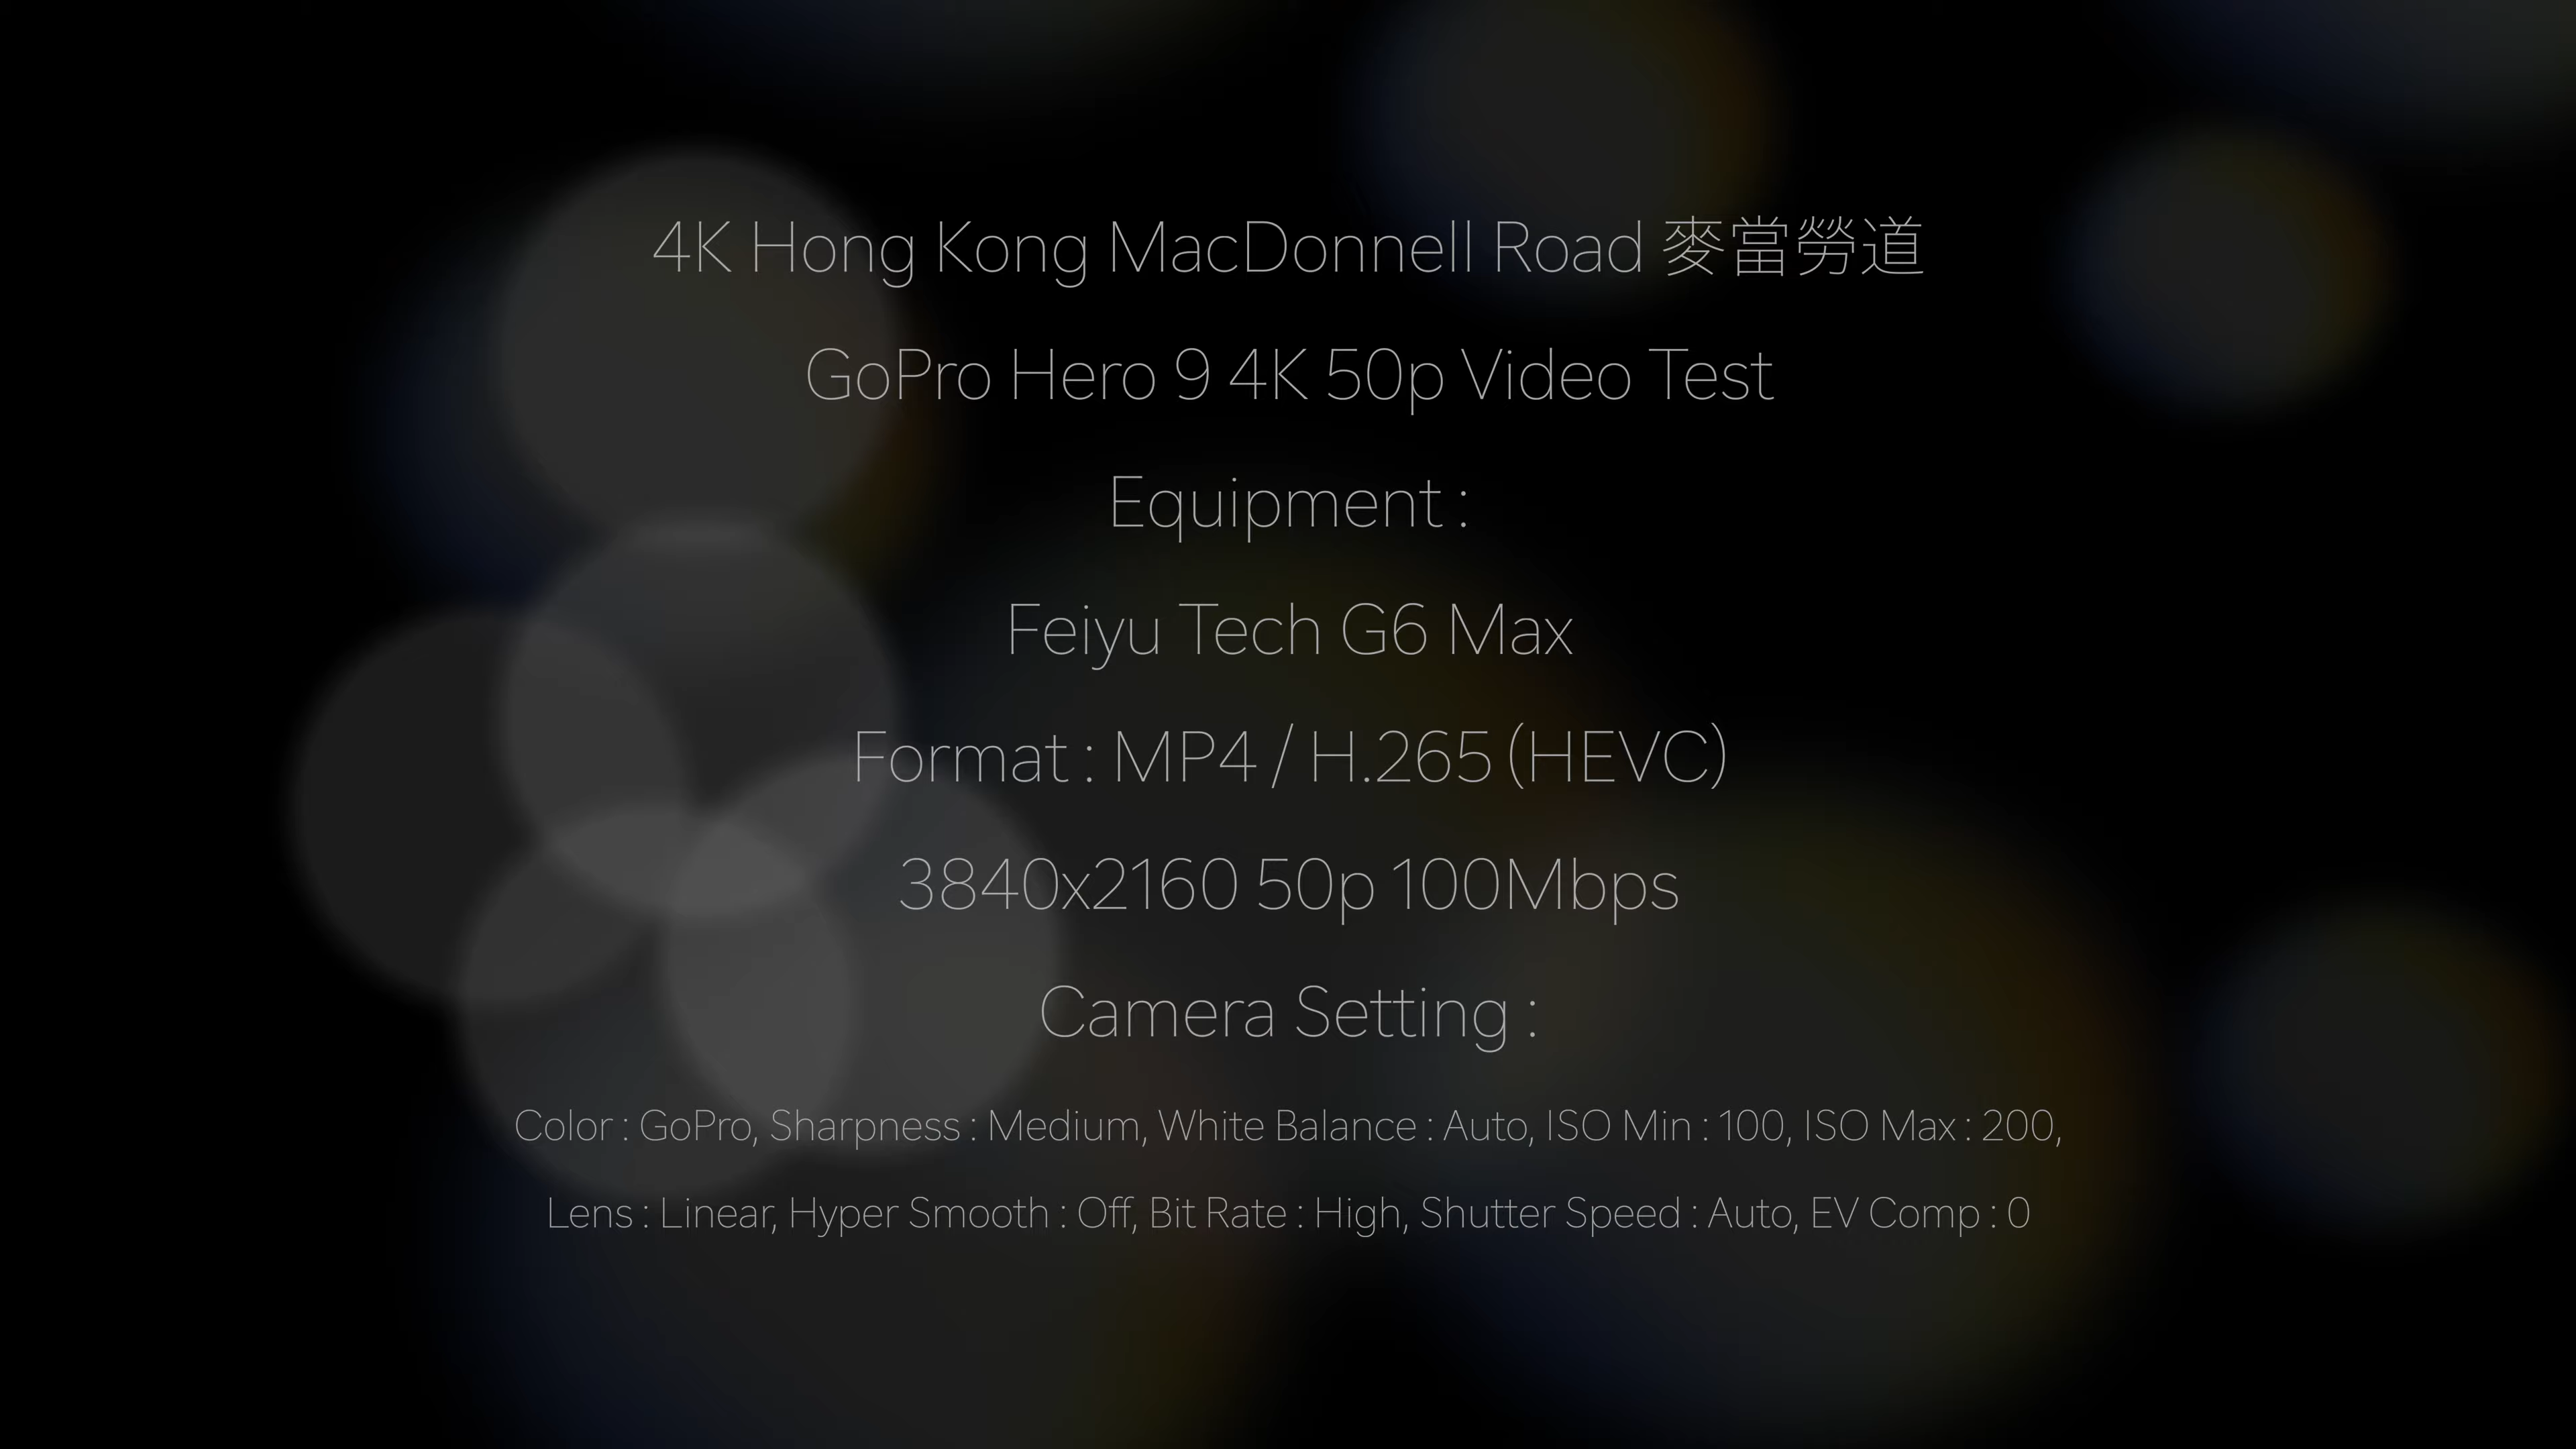 4K Hong Kong MacDonnell Road 麥當勞道
GoPro Hero 9 4K 50p Video Test
Equipment :
Feiyu Tech G6 Max
Format : MP4 / H.265 (HEVC)
3840x2160 50p 100Mbps
Camera Setting :
Color : GoPro, Sharpness : Medium, White Balance : Auto, ISO Min : 100, ISO Max : 200,
Lens : Linear, Hyper Smooth : Off, Bit Rate : High, Shutter Speed : Auto, EV Comp : 0